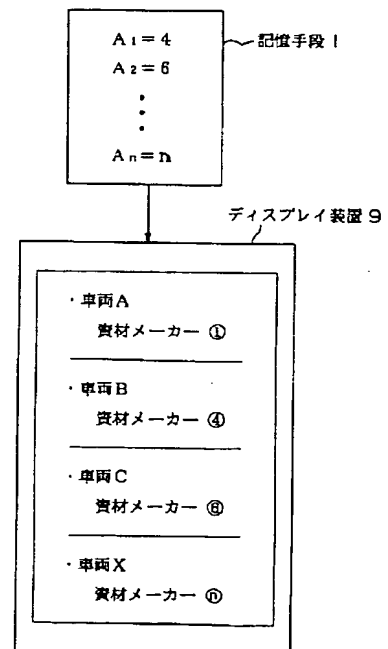 A₁=4
A₂=6
Aₙ=n
記憶手段1
ディスプレイ装置9
・車両A
資材メーカー ①
・車両B
資材メーカー ④
・車両C
資材メーカー ⑥
・車両X
資材メーカー ⓝ